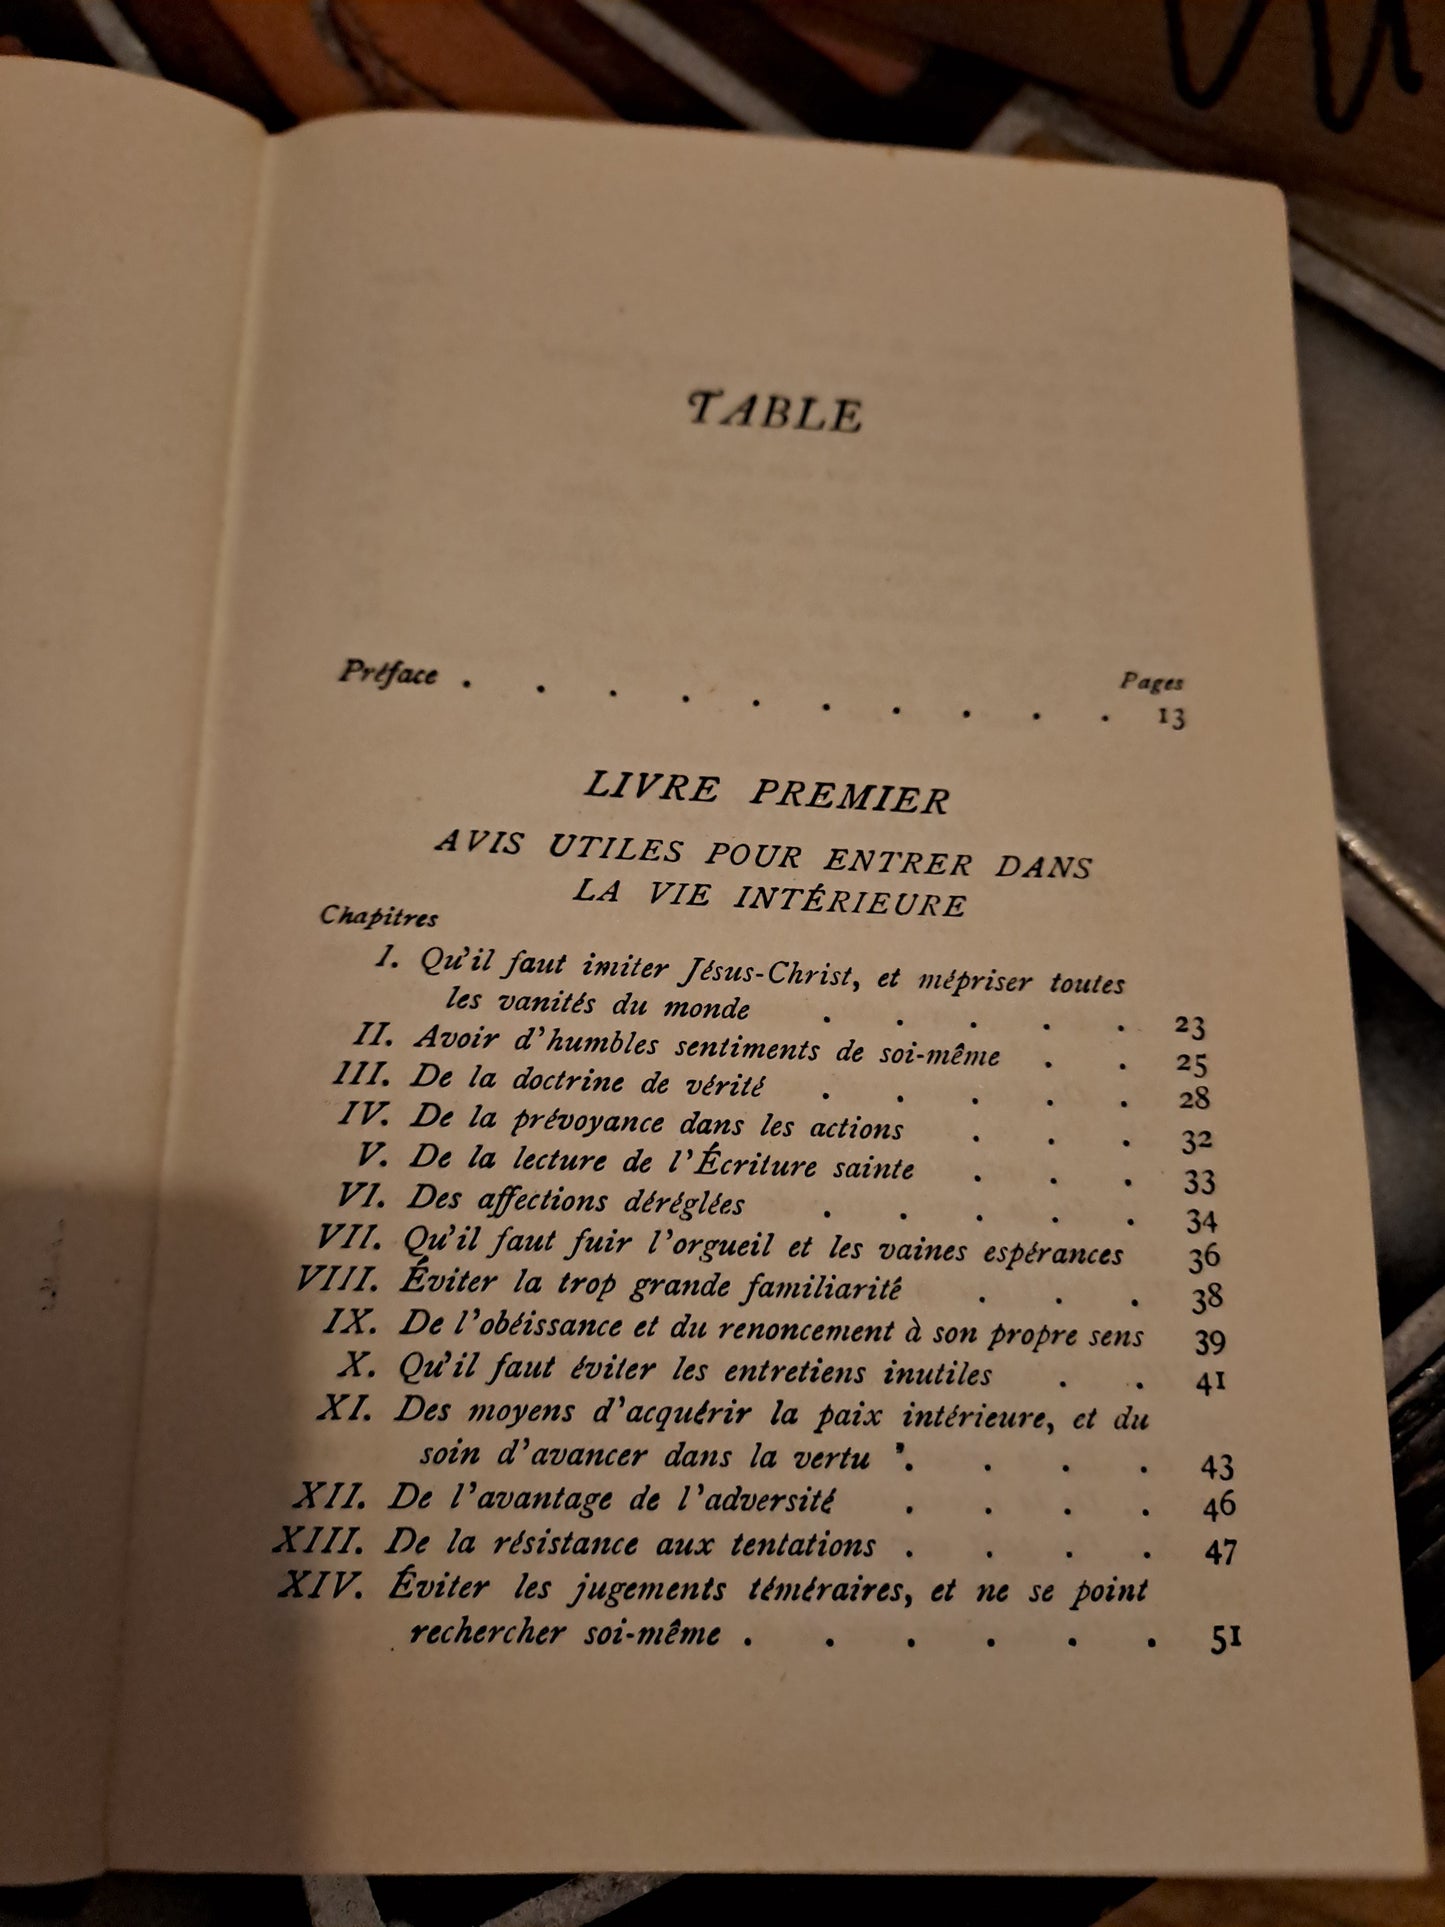 TABLE
Pages
Préface . . . . . . . . . . 13
LIVRE PREMIER
AVIS UTILES POUR ENTRER DANS
LA VIE INTÉRIEURE
Chapitres
I. Qu'il faut imiter Jésus-Christ, et mépriser toutes
les vanités du monde . . . . . 23
II. Avoir d'humbles sentiments de soi-même . . 25
III. De la doctrine de vérité . . . . . 28
IV. De la prévoyance dans les actions . . . 32
V. De la lecture de l'Écriture sainte . . . 33
VI. Des affections déréglées . . . . . 34
VII. Qu'il faut fuir l'orgueil et les vaines espérances 36
VIII. Éviter la trop grande familiarité . . . 38
IX. De l'obéissance et du renoncement à son propre sens 39
X. Qu'il faut éviter les entretiens inutiles . . 41
XI. Des moyens d'acquérir la paix intérieure, et du
soin d'avancer dans la vertu . . . . 43
XII. De l'avantage de l'adversité . . . . 46
XIII. De la résistance aux tentations . . . . 47
XIV. Éviter les jugements téméraires, et ne se point
rechercher soi-même . . . . . . 51